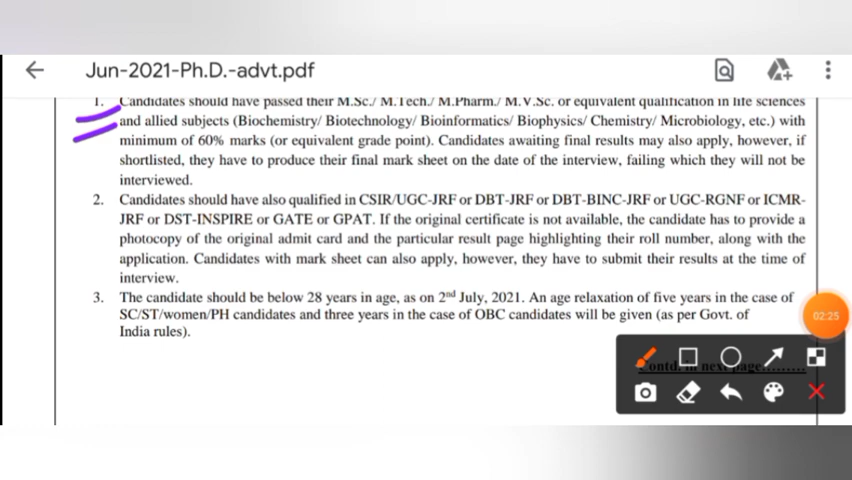 Jun-2021-Ph.D.-advt.pdf
1. Candidates should have passed their M.Sc./ M.Tech./ M.Pharm./ M.V.Sc. or equivalent qualification in life sciences
and allied subjects (Biochemistry/ Biotechnology/ Bioinformatics/ Biophysics/ Chemistry/ Microbiology, etc.) with
minimum of 60% marks (or equivalent grade point). Candidates awaiting final results may also apply, however, if
shortlisted, they have to produce their final mark sheet on the date of the interview, failing which they will not be
interviewed.
2. Candidates should have also qualified in CSIR/UGC-JRF or DBT-JRF or DBT-BINC-JRF or UGC-RGNF or ICMR-
JRF or DST-INSPIRE or GATE or GPAT. If the original certificate is not available, the candidate has to provide a
photocopy of the original admit card and the particular result page highlighting their roll number, along with the
application. Candidates with mark sheet can also apply, however, they have to submit their results at the time of
interview.
3. The candidate should be below 28 years in age, as on 2nd July, 2021. An age relaxation of five years in the case of
SC/ST/women/PH candidates and three years in the case of OBC candidates will be given (as per Govt. of
India rules).
02:25
Contd. in next page.........